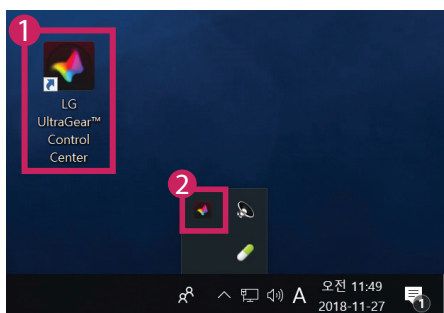 1
LG
UltraGear™
Control
Center
2
A
오전 11:49
2018-11-27
1